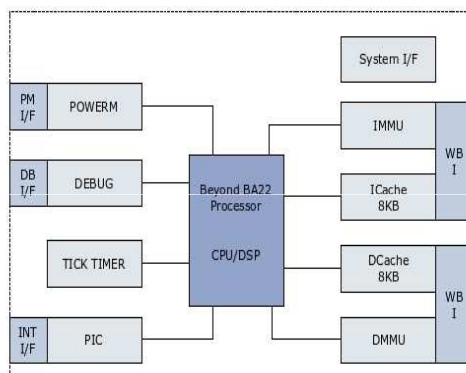 System I/F
PM
I/F
POWERM
IMMU
WB
I
DB
I/F
DEBUG
Beyond BA22
Processor
CPU/DSP
ICache
8KB
TICK TIMER
DCache
8KB
WB
I
INT
I/F
PIC
DMMU